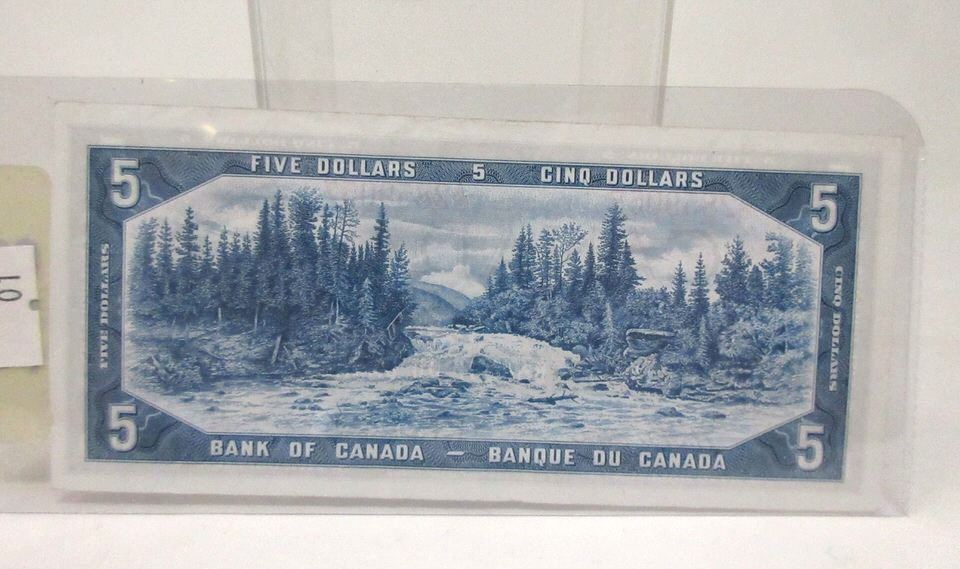 5 FIVE DOLLARS 5 CINQ DOLLARS 5
FIVE DOLLARS
CINQ DOLLARS
5 BANK OF CANADA — BANQUE DU CANADA 5
01